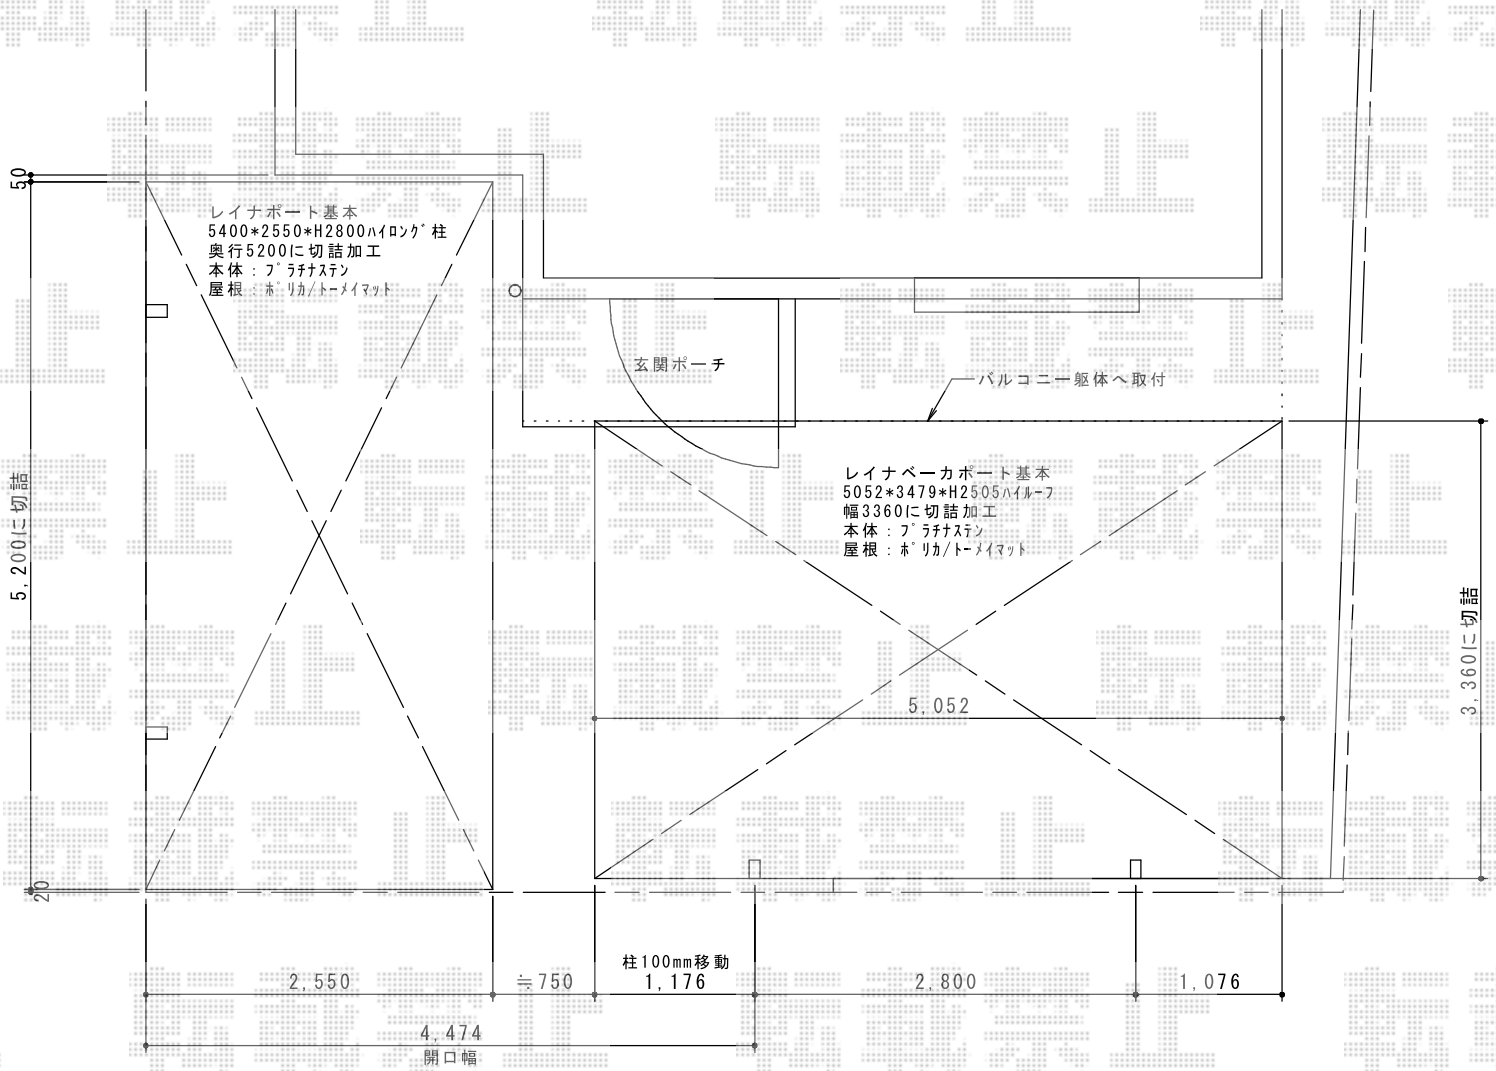 転載禁止
50
レイナポート基本
5400*2550*H2800ﾊｲﾛﾝｸﾞ柱
奥行5200に切詰加工
本体：ﾌﾟﾗﾁﾅｽﾃﾝ
屋根：ﾎﾟﾘｶ/ﾄｰﾒｲﾏｯﾄ
玄関ポーチ
バルコニー躯体へ取付
レイナベーカポート基本
5052*3479*H2505ﾊｲﾙｰﾌ
幅3360に切詰加工
本体：ﾌﾟﾗﾁﾅｽﾃﾝ
屋根：ﾎﾟﾘｶ/ﾄｰﾒｲﾏｯﾄ
5,200に切詰
3,360に切詰
5,052
20
柱100mm移動
2,550
≒750
1,176
2,800
1,076
4,474
開口幅